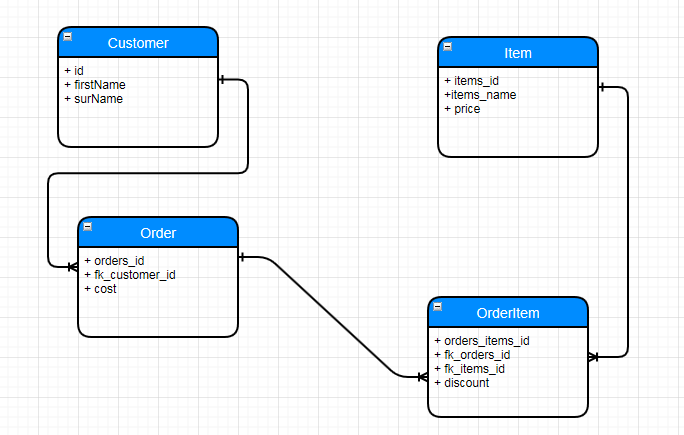 Customer
+ id
+ firstName
+ surName
Item
+ items_id
+items_name
+ price
Order
+ orders_id
+ fk_customer_id
+ cost
OrderItem
+ orders_items_id
+ fk_orders_id
+ fk_items_id
+ discount